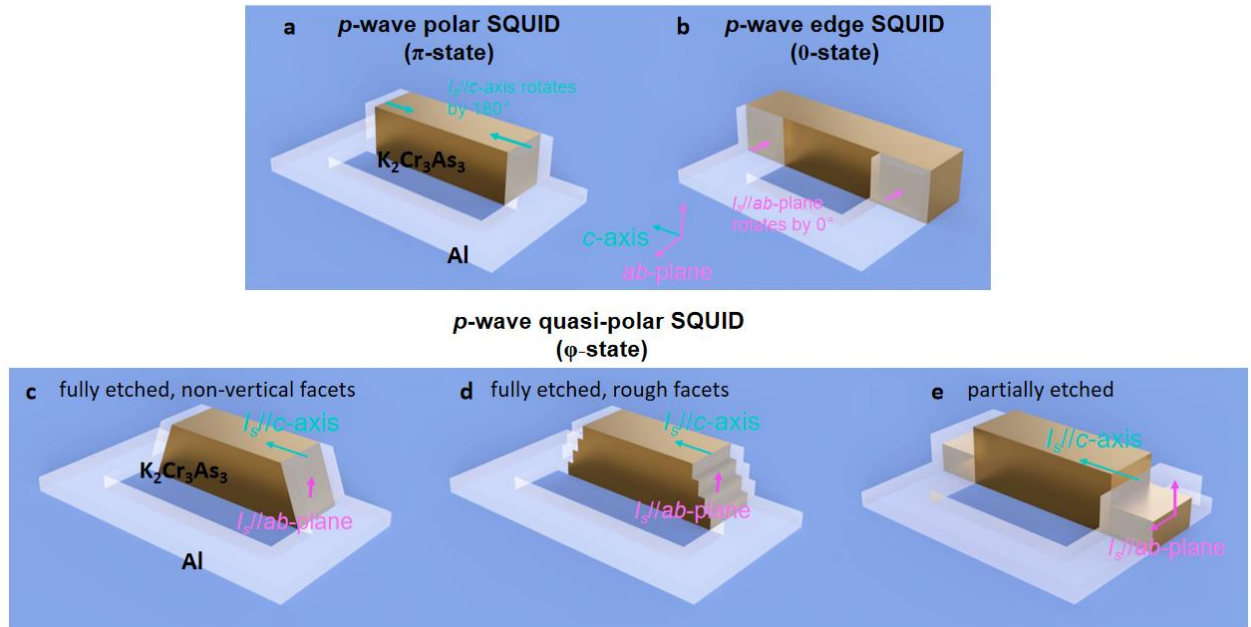 a p-wave polar SQUID
(π-state)
Iₛ//c-axis rotates
by 180°
K₂Cr₃As₃
Al
b p-wave edge SQUID
(0-state)
Iₛ//ab-plane
rotates by 0°
c-axis
ab-plane
p-wave quasi-polar SQUID
(φ-state)
c fully etched, non-vertical facets
Iₛ//c-axis
K₂Cr₃As₃
Iₛ//ab-plane
Al
d fully etched, rough facets
Iₛ//c-axis
Iₛ//ab-plane
e partially etched
Iₛ//c-axis
Iₛ//ab-plane